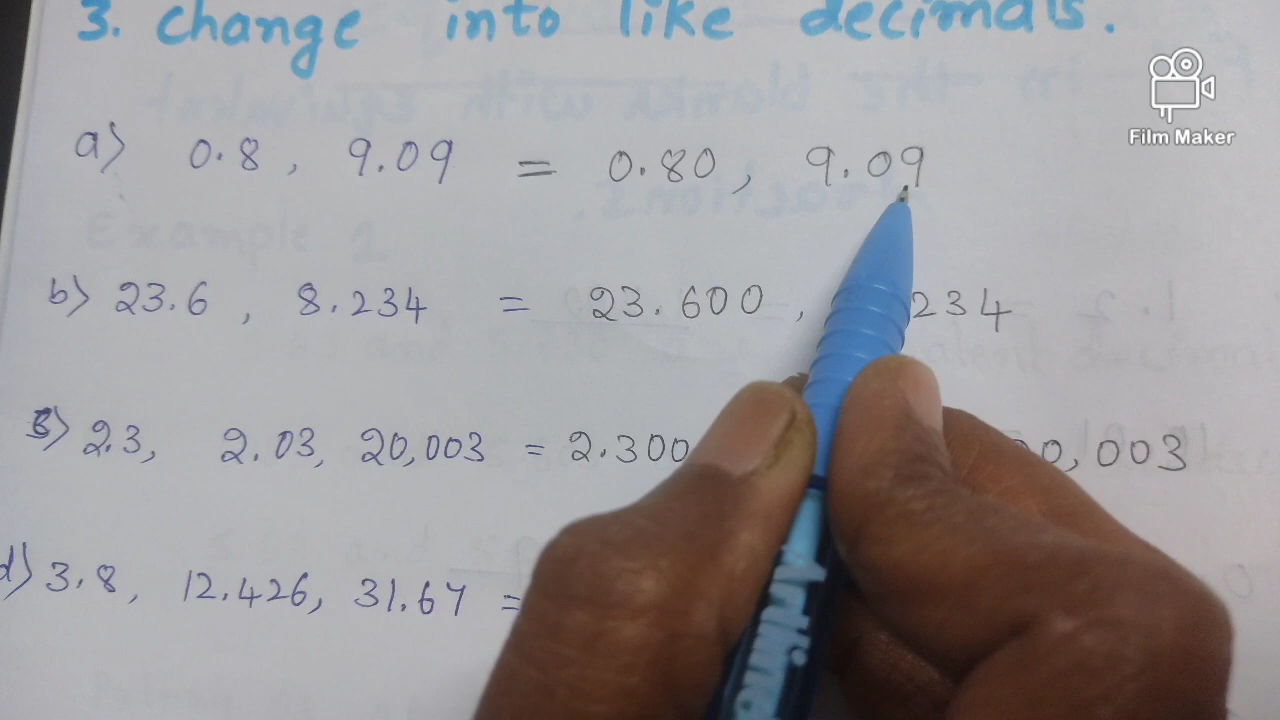 3. change into like decimals.
Film Maker
a) 0.8, 9.09 = 0.80, 9.09
b) 23.6, 8.234 = 23.600, 234
2.3, 2.03, 20,003 = 2.300 0,003
d) 3.8, 12.426, 31.67 =